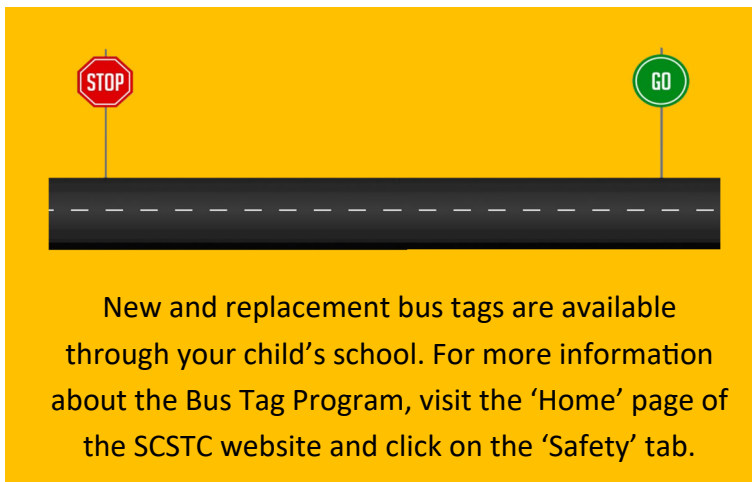 STOP
GO
New and replacement bus tags are available
through your child’s school. For more information
about the Bus Tag Program, visit the ‘Home’ page of
the SCSTC website and click on the ‘Safety’ tab.